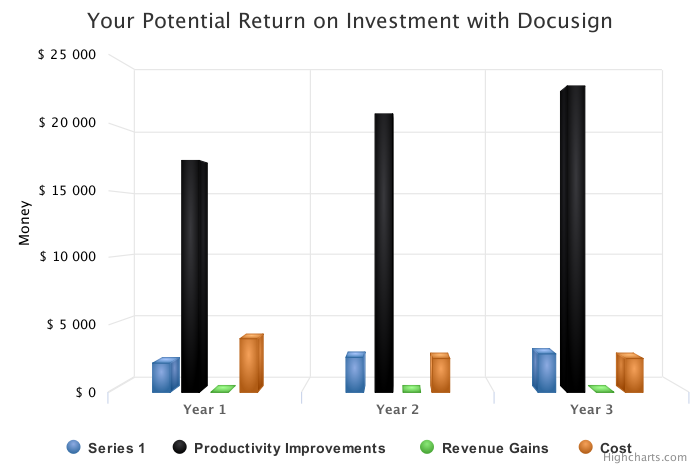 Your Potential Return on Investment with Docusign
$ 25 000
$ 20 000
$ 15 000
$ 10 000
$ 5 000
$ 0
Money
Year 1
Year 2
Year 3
Series 1
Productivity Improvements
Revenue Gains
Cost
Highcharts.com